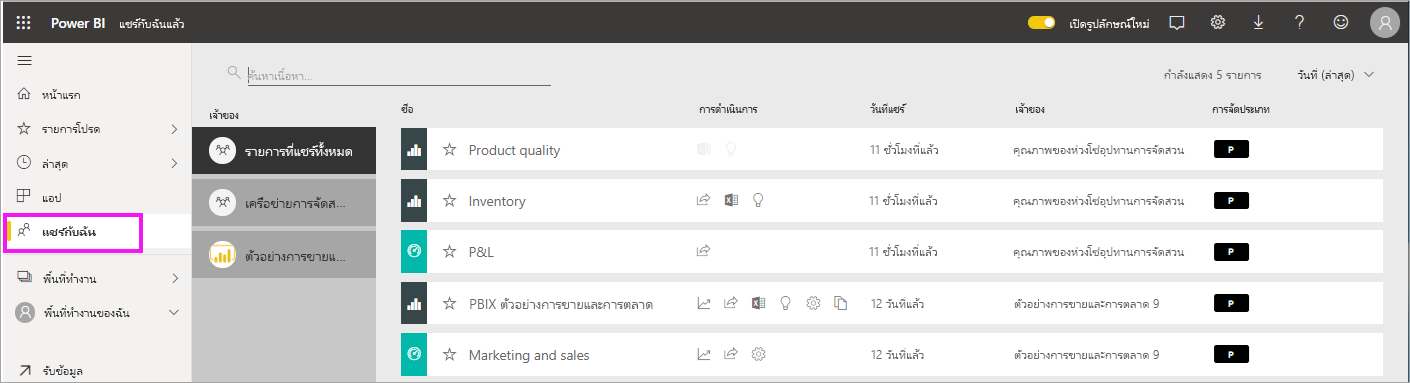 Power BI แชร์กับฉันแล้ว เปิดรูปลักษณ์ใหม่
หน้าแรก
รายการโปรด
ล่าสุด
แอป
แชร์กับฉัน
พื้นที่ทำงาน
พื้นที่ทำงานของฉัน
รับข้อมูล
ค้นหาเนื้อหา...
กำลังแสดง 5 รายการ วันที่ (ล่าสุด)
เจ้าของ
รายการที่แชร์ทั้งหมด
เครือข่ายการจัดส...
ตัวอย่างการขายแ...
ชื่อ การดำเนินการ วันที่แชร์ เจ้าของ การจัดประเภท
Product quality 11 ชั่วโมงที่แล้ว คุณภาพของห่วงโซ่อุปทานการจัดสวน P
Inventory 11 ชั่วโมงที่แล้ว คุณภาพของห่วงโซ่อุปทานการจัดสวน P
P&L 11 ชั่วโมงที่แล้ว คุณภาพของห่วงโซ่อุปทานการจัดสวน P
PBIX ตัวอย่างการขายและการตลาด 12 วันที่แล้ว ตัวอย่างการขายและการตลาด 9 P
Marketing and sales 12 วันที่แล้ว ตัวอย่างการขายและการตลาด 9 P